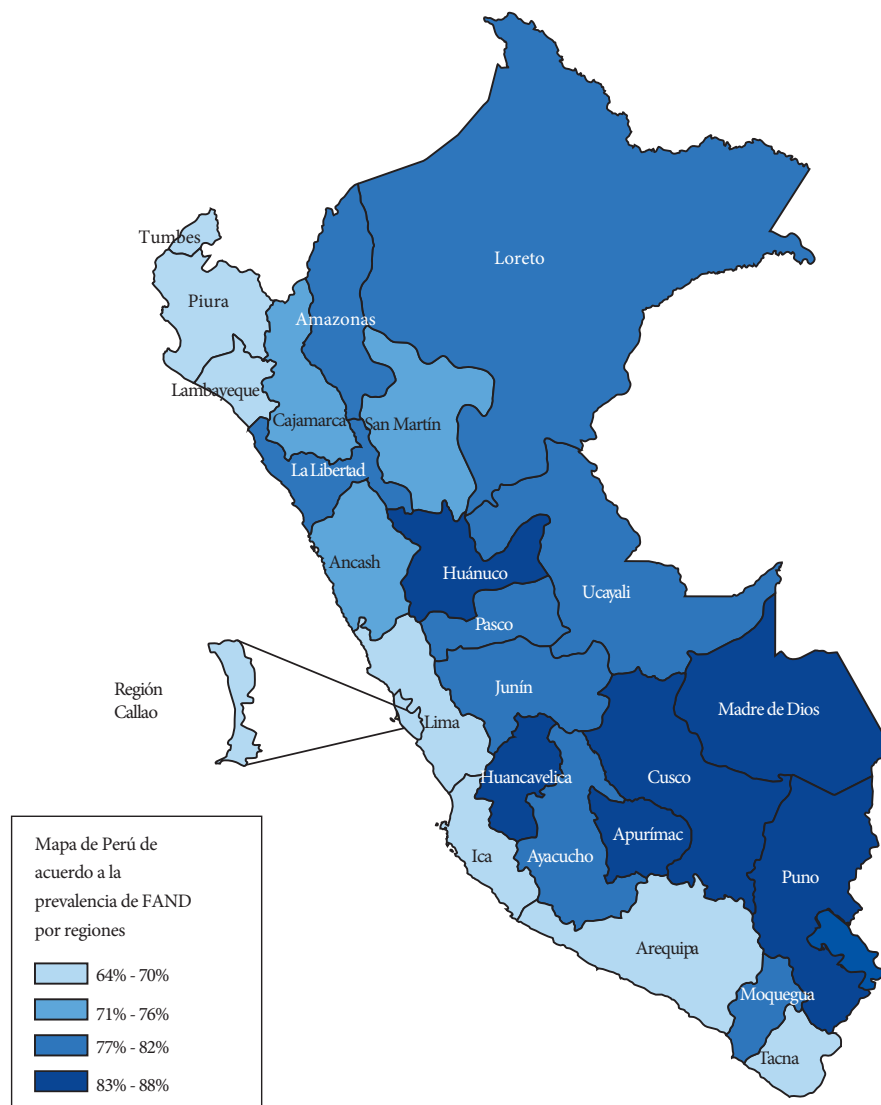 Tumbes
Loreto
Piura
Amazonas
Lambayeque
Cajamarca
San Martín
La Libertad
Ancash
Huánuco
Ucayali
Pasco
Región
Callao
Junín
Madre de Dios
Lima
Huancavelica
Cusco
Apurímac
Ica
Ayacucho
Puno
Arequipa
Moquegua
Tacna
Mapa de Perú de
acuerdo a la
prevalencia de FAND
por regiones
64% - 70%
71% - 76%
77% - 82%
83% - 88%